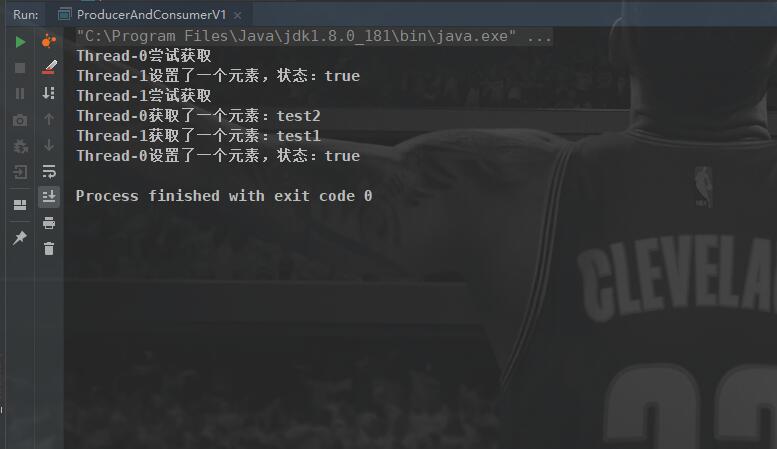 Run: ProducerAndConsumerV1 ×
"C:\Program Files\Java\jdk1.8.0_181\bin\java.exe" ...
Thread-0尝试获取
Thread-1设置了一个元素，状态：true
Thread-1尝试获取
Thread-0获取了一个元素：test2
Thread-1获取了一个元素：test1
Thread-0设置了一个元素，状态：true
Process finished with exit code 0
NBA
CLEVELA